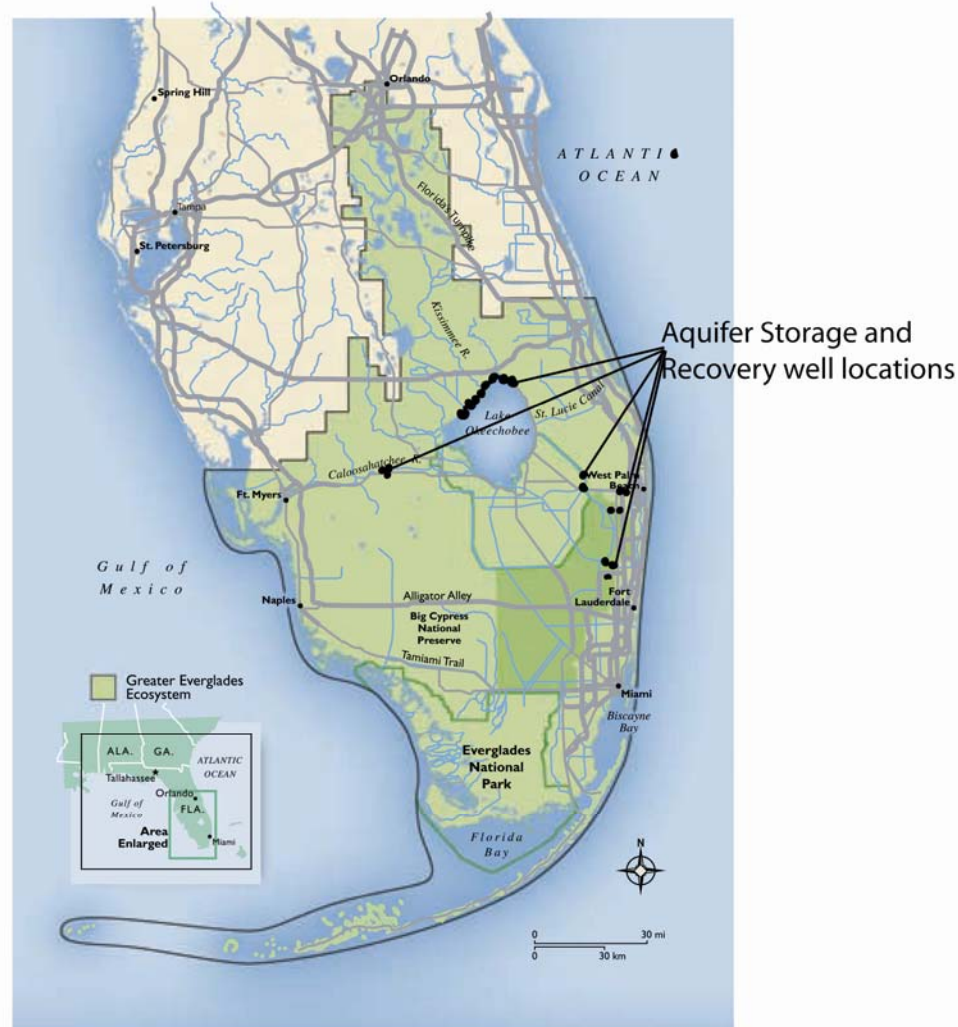 Orlando
Spring Hill
ATLANTIC
OCEAN
Florida's Turnpike
Tampa
St. Petersburg
Kissimmee R.
Aquifer Storage and
Recovery well locations
St. Lucie Canal
Lake
Okeechobee
Caloosahatchee R.
West Palm
Beach
Ft. Myers
Gulf of
Mexico
Naples
Alligator Alley
Fort
Lauderdale
Big Cypress
National
Preserve
Tamiami Trail
Greater Everglades
Ecosystem
Miami
Biscayne
Bay
Everglades
National
Park
Florida
Bay
ALA.
GA.
ATLANTIC
OCEAN
Tallahassee
Orlando
FLA.
Gulf of
Mexico
Area
Enlarged
Miami
N
0 30 mi
0 30 km